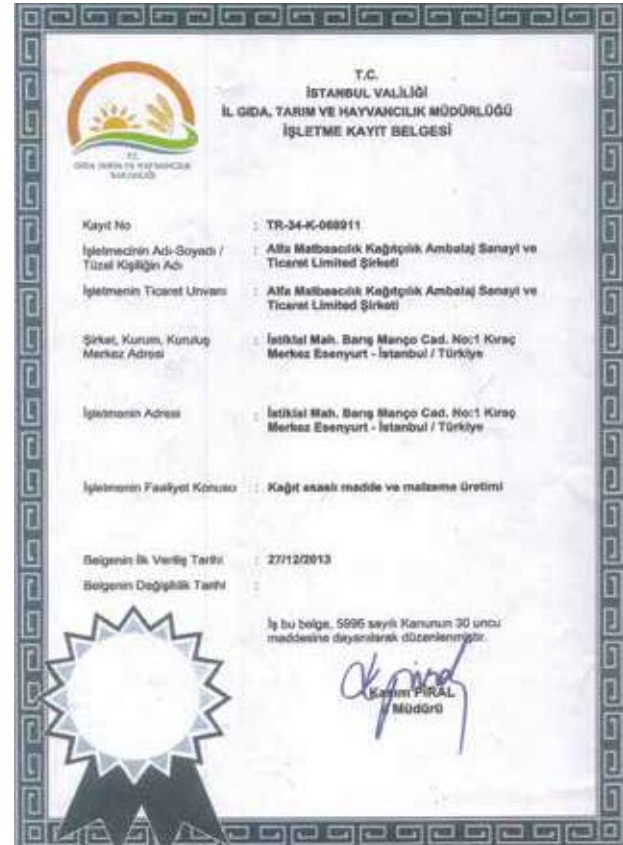 T.C.
İSTANBUL VALİLİĞİ
İL GIDA, TARIM VE HAYVANCILIK MÜDÜRLÜĞÜ
İŞLETME KAYIT BELGESİ
T.C.
GIDA TARIM VE HAYVANCILIK
BAKANLIĞI
Kayıt No : TR-34-K-068911
İşletmecinin Adı-Soyadı / : Alfa Matbaacılık Kağıtçılık Ambalaj Sanayi ve
Tüzel Kişiliğin Adı Ticaret Limited Şirketi
İşletmenin Ticaret Unvanı : Alfa Matbaacılık Kağıtçılık Ambalaj Sanayi ve
Ticaret Limited Şirketi
Şirket, Kurum, Kuruluş : İstiklal Mah. Barış Manço Cad. No:1 Kıraç
Merkez Adresi Merkez Esenyurt - İstanbul / Türkiye
İşletmenin Adresi : İstiklal Mah. Barış Manço Cad. No:1 Kıraç
Merkez Esenyurt - İstanbul / Türkiye
İşletmenin Faaliyet Konusu : Kağıt esaslı madde ve malzeme üretimi
Belgenin İlk Veriliş Tarihi : 27/12/2013
Belgenin Değişiklik Tarihi :
İş bu belge, 5996 sayılı Kanunun 30 uncu
maddesine dayanılarak düzenlenmiştir.
PİRAL
Müdürü